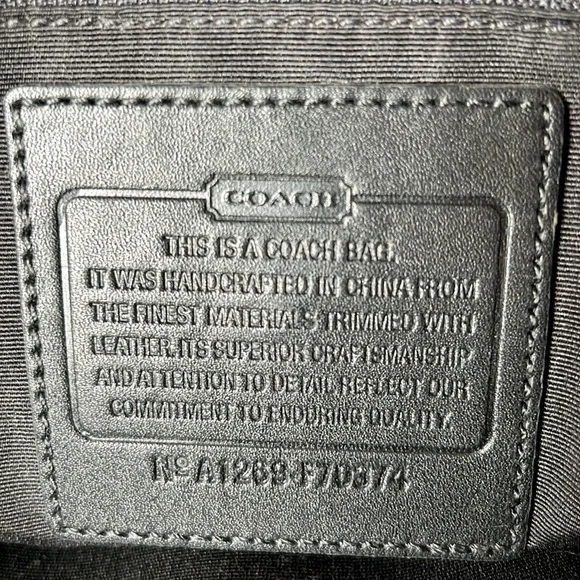 COACH
THIS IS A COACH BAG.
IT WAS HANDCRAFTED IN CHINA FROM
THE FINEST MATERIALS TRIMMED WITH
LEATHER. ITS SUPERIOR CRAFTSMANSHIP
AND ATTENTION TO DETAIL REFLECT OUR
COMMITMENT TO ENDURING QUALITY.
Nº A1269-F70374